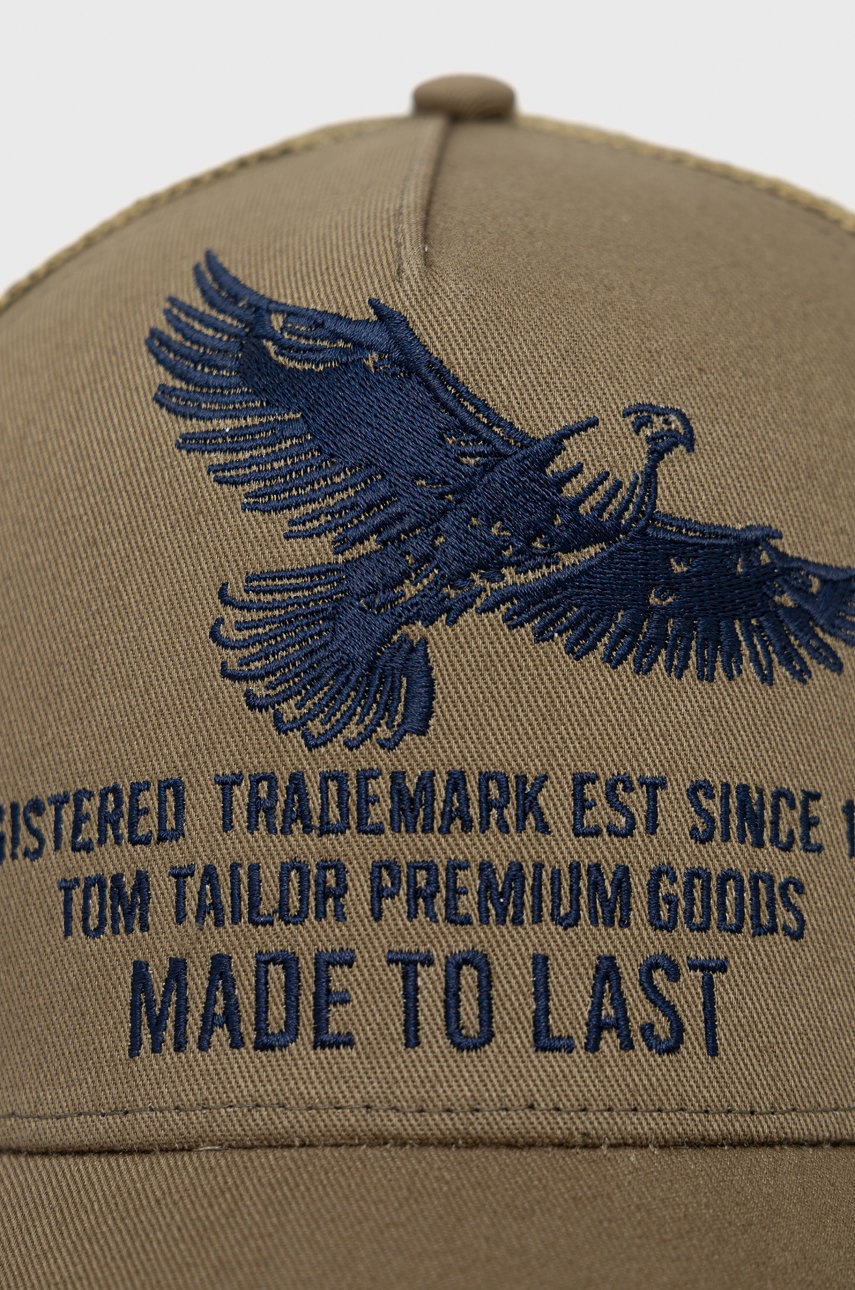 GISTERED TRADEMARK EST SINCE 1
TOM TAILOR PREMIUM GOODS
MADE TO LAST